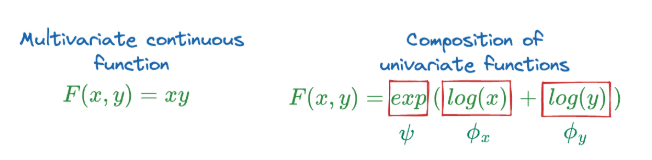 Multivariate continuous
function
F(x, y) = xy
Composition of
univariate functions
F(x, y) = exp(log(x) + log(y))
ψ ϕx ϕy